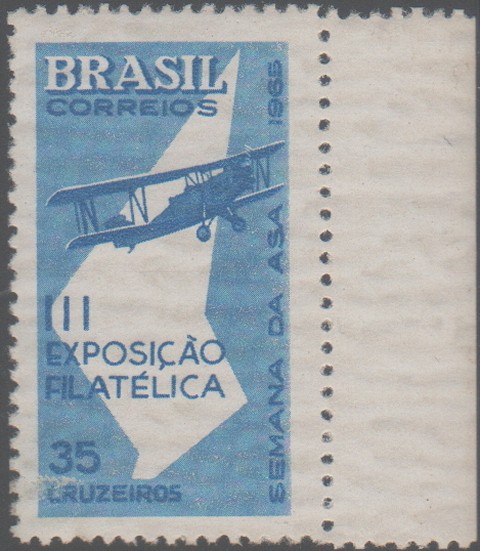 BRASIL
CORREIOS
SEMANA DA ASA 1965
III
EXPOSIÇÃO
FILATÉLICA
35
CRUZEIROS